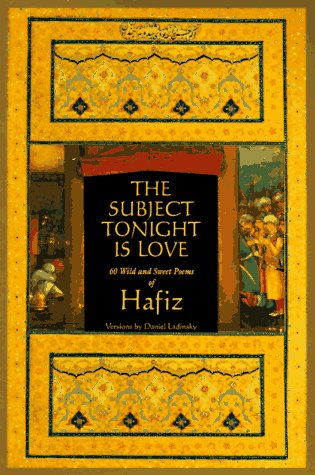 THE
SUBJECT
TONIGHT
IS LOVE
60 Wild and Sweet Poems
of
Hafiz
Versions by Daniel Ladinsky